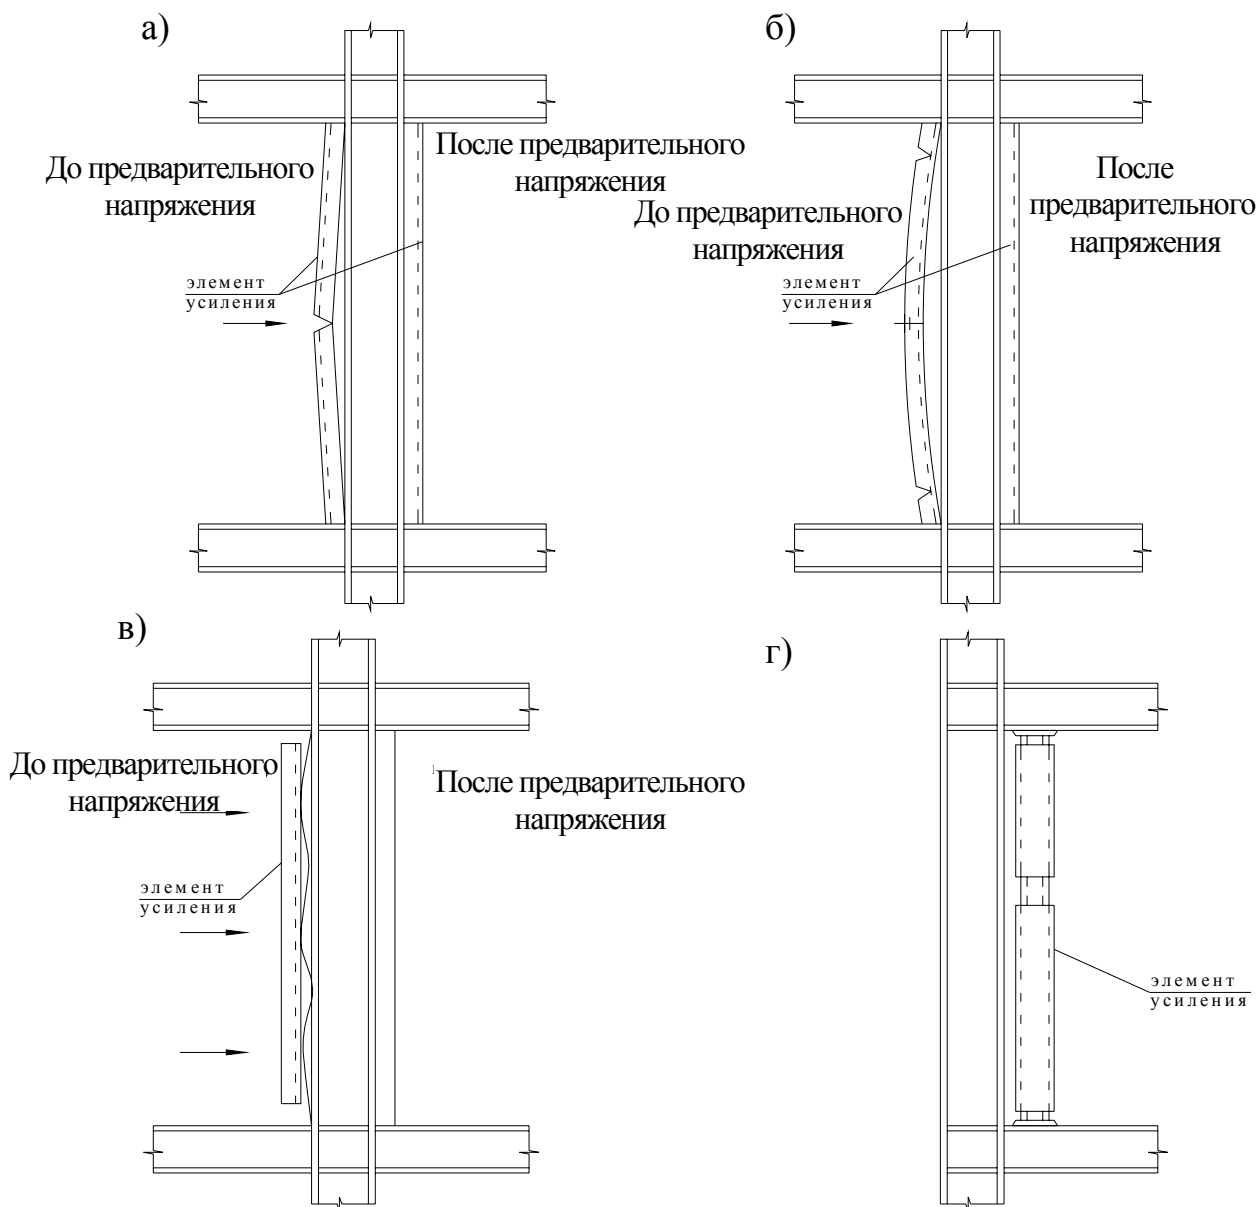 а)
До предварительного
напряжения
После предварительного
напряжения
элемент
усиления
б)
До предварительного
напряжения
После
предварительного
напряжения
элемент
усиления
в)
До предварительного
напряжения
После предварительного
напряжения
элемент
усиления
г)
элемент
усиления